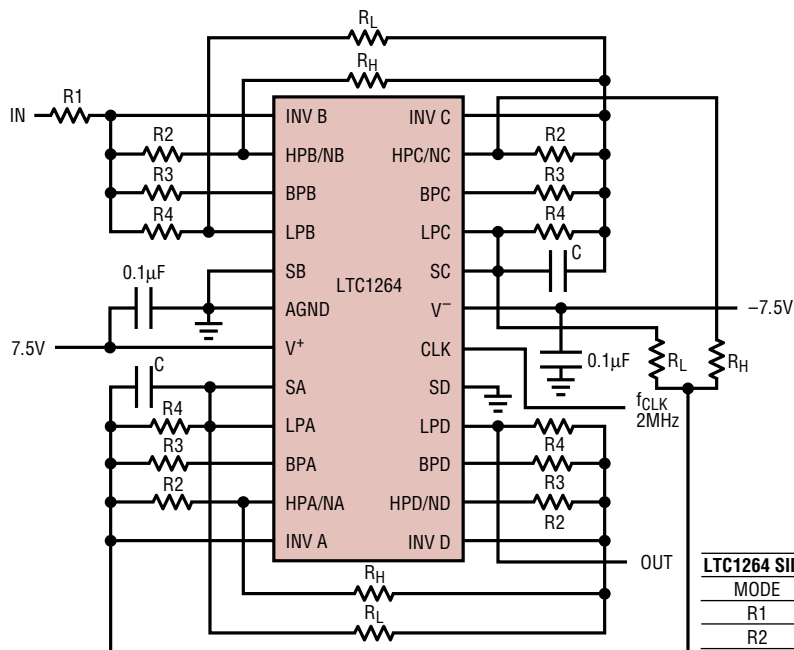 RL
RH
IN
R1
INV B
INV C
R2
HPB/NB
HPC/NC
R2
R3
BPB
BPC
R3
R4
LPB
LPC
R4
0.1µF
SB
SC
C
LTC1264
AGND
V–
–7.5V
7.5V
V+
CLK
0.1µF
RL
RH
C
SA
SD
fCLK
2MHz
R4
LPA
LPD
R3
BPA
BPD
R4
R2
HPA/NA
HPD/ND
R3
R2
INV A
INV D
OUT
RH
RL
MODE
R1
R2